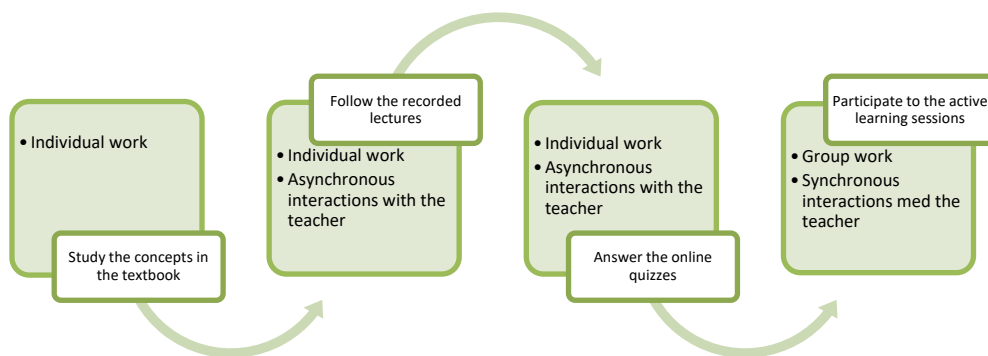 • Individual work
Study the concepts in
the textbook
Follow the recorded
lectures
• Individual work
• Asynchronous
interactions with the
teacher
• Individual work
• Asynchronous
interactions with the
teacher
Answer the online
quizzes
Participate to the active
learning sessions
• Group work
• Synchronous
interactions med the
teacher